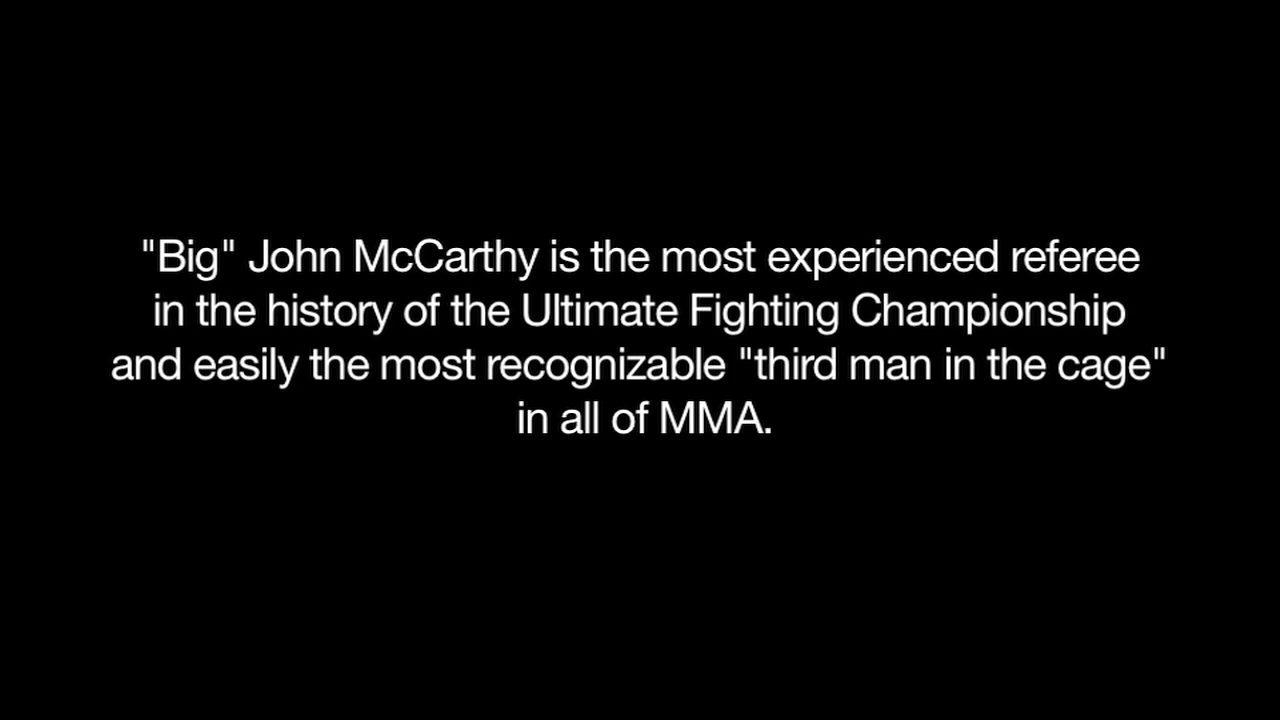 "Big" John McCarthy is the most experienced referee
in the history of the Ultimate Fighting Championship
and easily the most recognizable "third man in the cage"
in all of MMA.